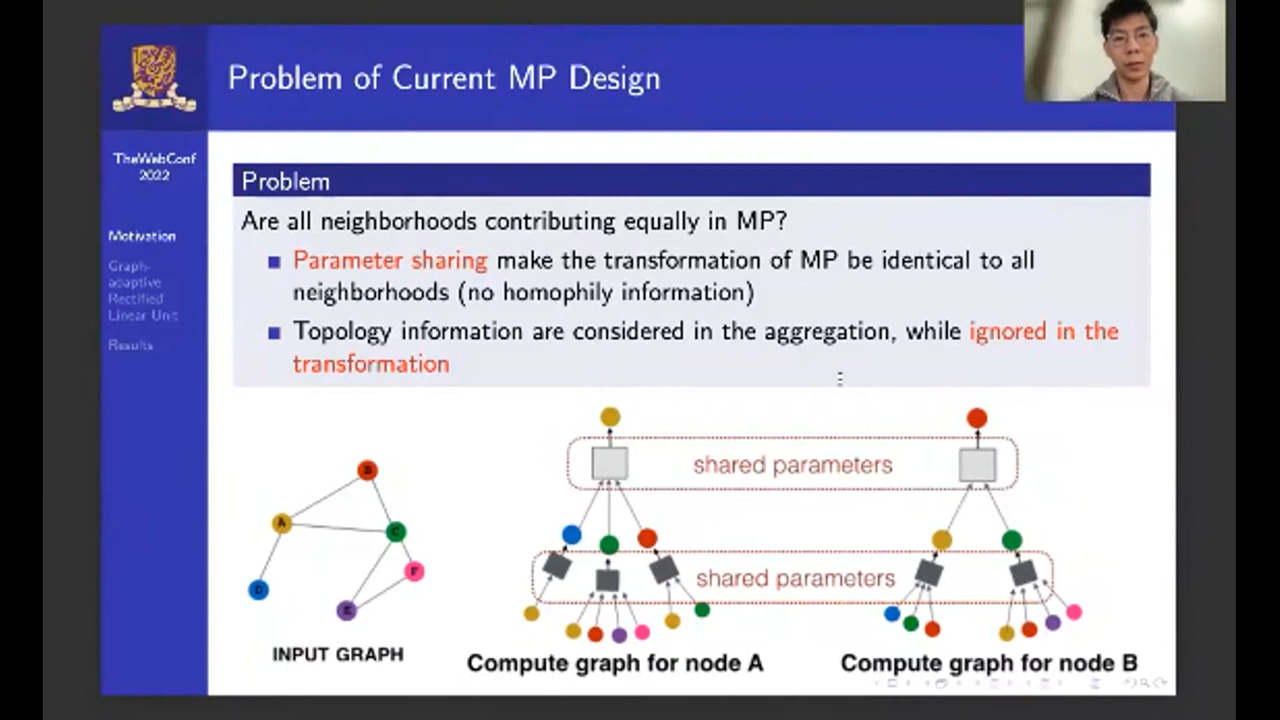 Problem of Current MP Design
TheWebConf
2022
Motivation
Graph-
adaptive
Rectified
Linear Unit
Results
Problem
Are all neighborhoods contributing equally in MP?
Parameter sharing make the transformation of MP be identical to all
neighborhoods (no homophily information)
Topology information are considered in the aggregation, while ignored in the
transformation
shared parameters
shared parameters
B
A
C
F
D
E
INPUT GRAPH
Compute graph for node A
Compute graph for node B